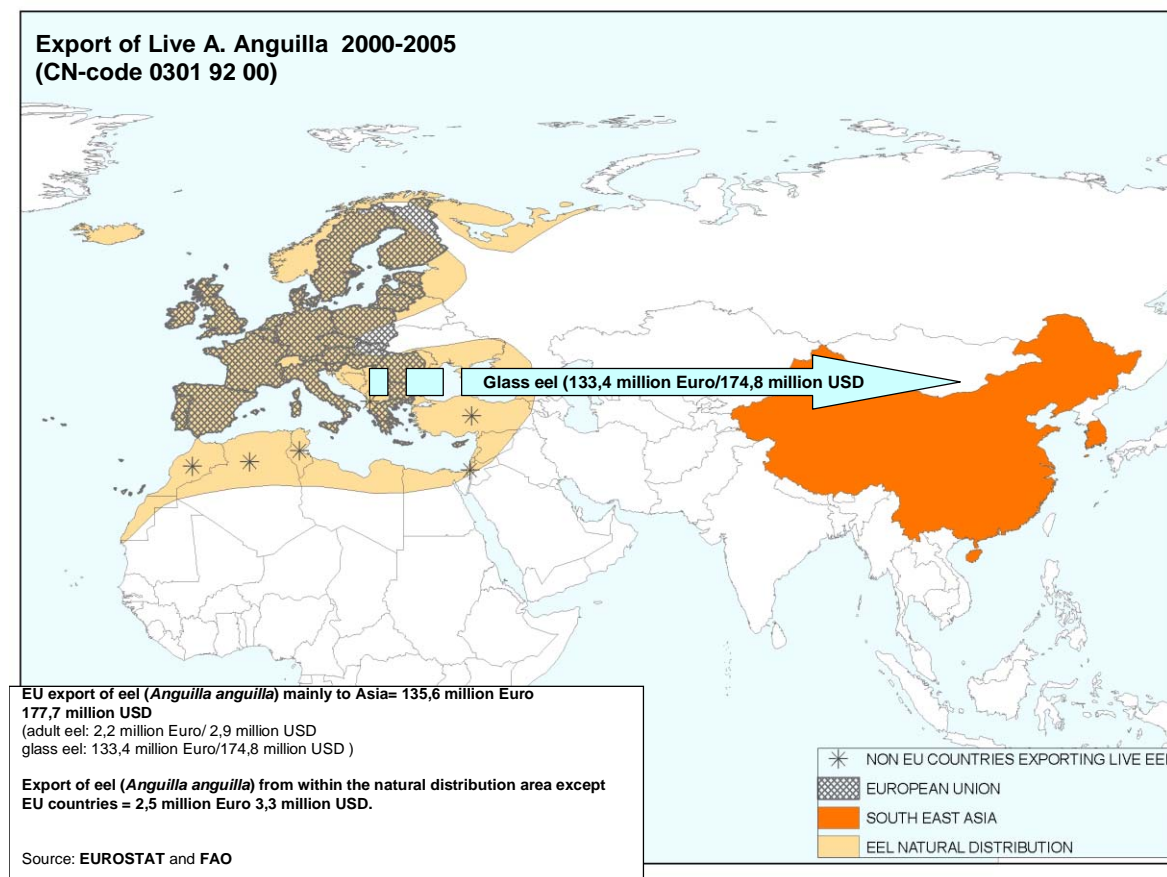 Export of Live A. Anguilla 2000-2005
(CN-code 0301 92 00)
Glass eel (133,4 million Euro/174,8 million USD
EU export of eel (Anguilla anguilla) mainly to Asia= 135,6 million Euro
177,7 million USD
(adult eel: 2,2 million Euro/ 2,9 million USD
glass eel: 133,4 million Euro/174,8 million USD )
Export of eel (Anguilla anguilla) from within the natural distribution area except
EU countries = 2,5 million Euro 3,3 million USD.
Source: EUROSTAT and FAO
NON EU COUNTRIES EXPORTING LIVE EEL
EUROPEAN UNION
SOUTH EAST ASIA
EEL NATURAL DISTRIBUTION